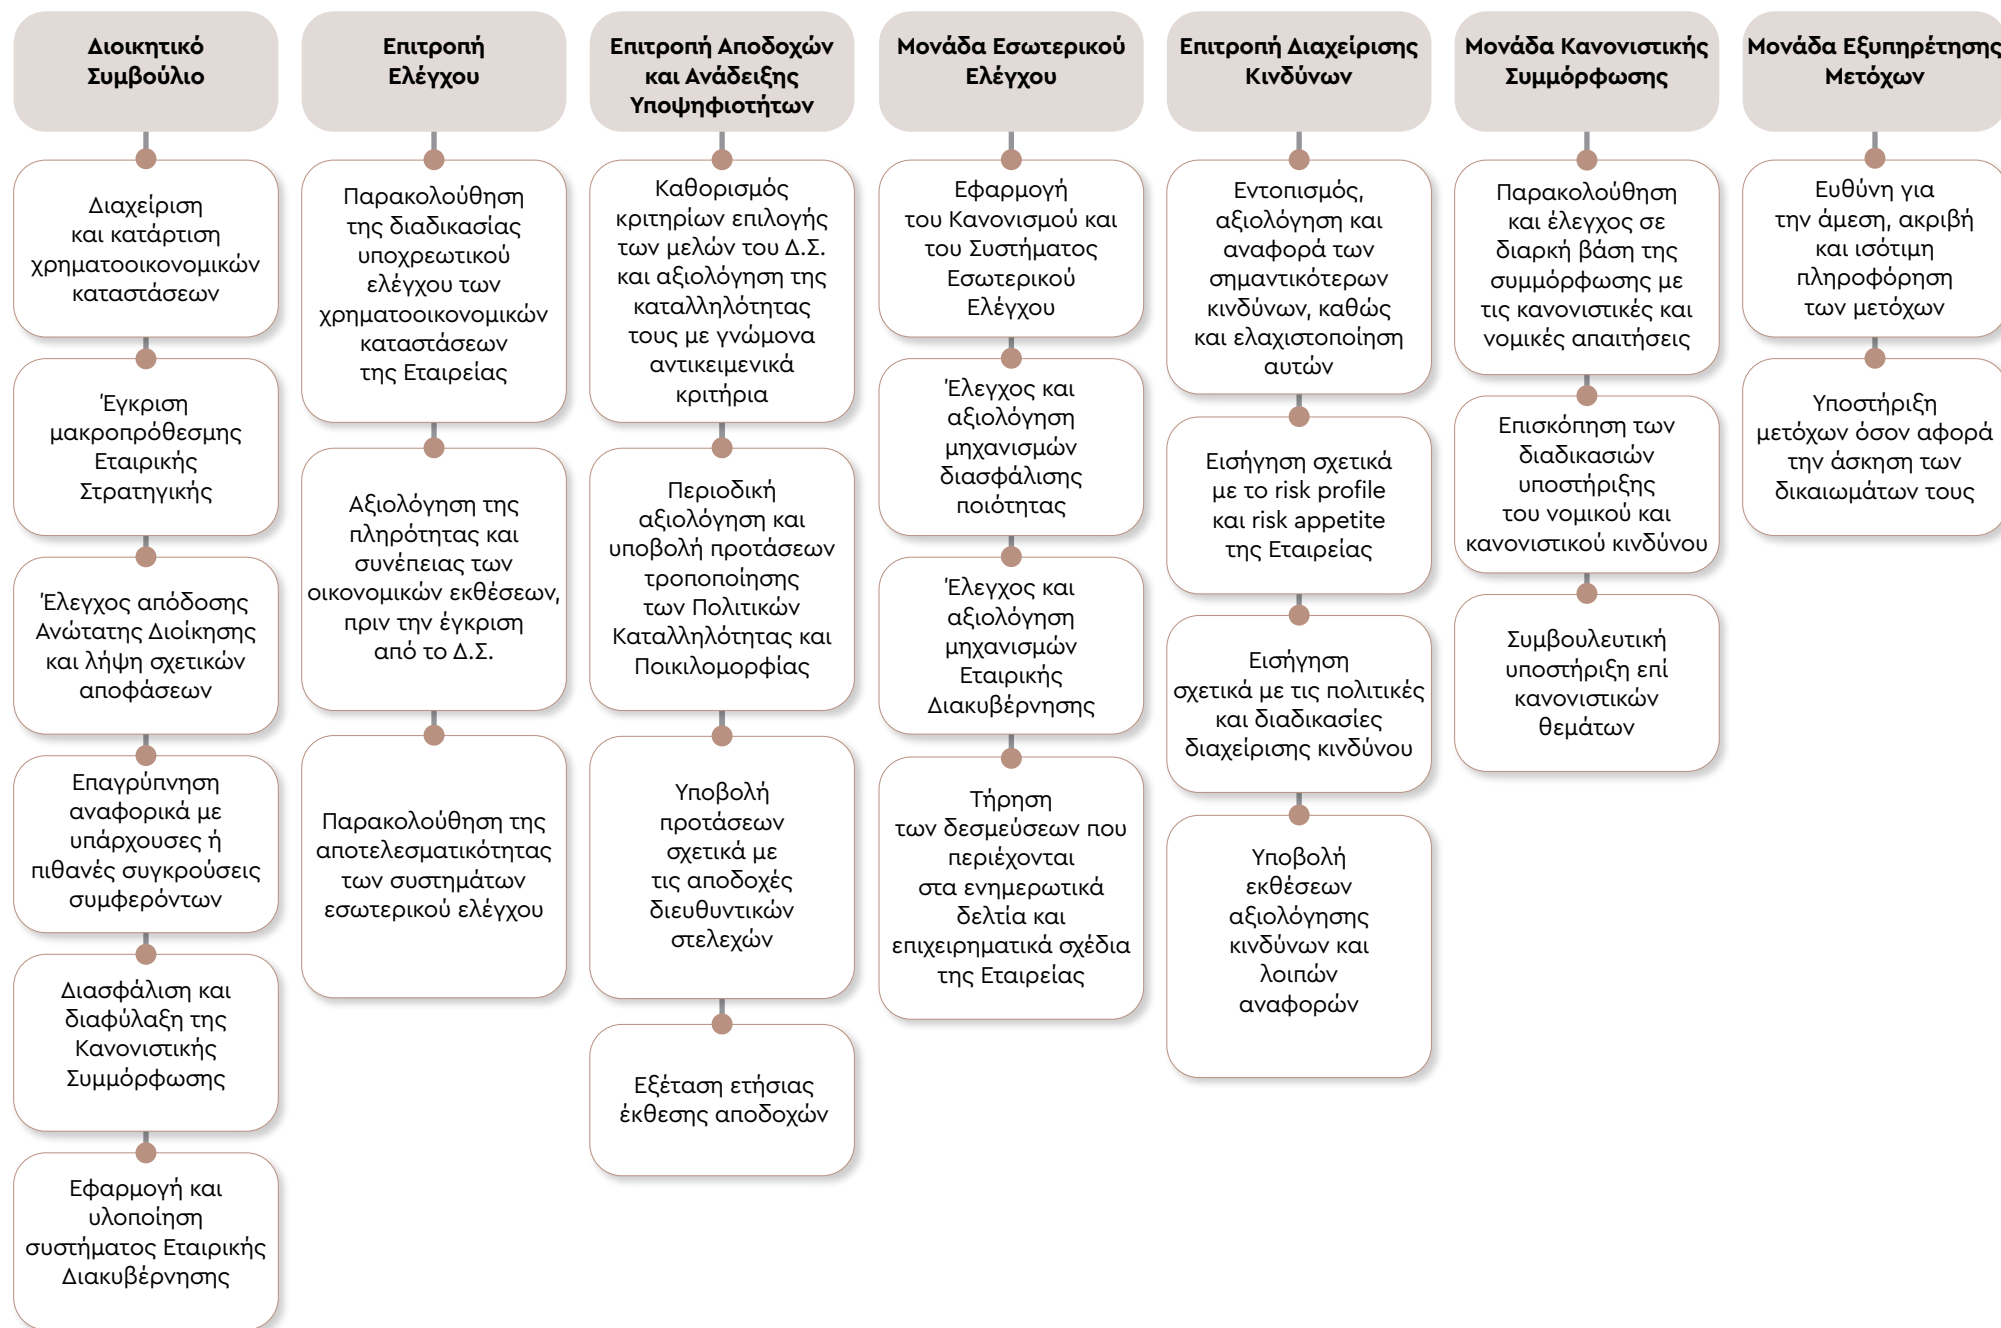 Διοικητικό
Συμβούλιο
Διαχείριση
και κατάρτιση
χρηματοοικονομικών
καταστάσεων
Έγκριση
μακροπρόθεσμης
Εταιρικής
Στρατηγικής
Έλεγχος απόδοσης
Ανώτατης Διοίκησης
και λήψη σχετικών
αποφάσεων
Επαγρύπνηση
αναφορικά με
υπάρχουσες ή
πιθανές συγκρούσεις
συμφερόντων
Διασφάλιση και
διαφύλαξη της
Κανονιστικής
Συμμόρφωσης
Εφαρμογή και
υλοποίηση
συστήματος Εταιρικής
Διακυβέρνησης
Επιτροπή
Ελέγχου
Παρακολούθηση
της διαδικασίας
υποχρεωτικού
ελέγχου των
χρηματοοικονομικών
καταστάσεων
της Εταιρείας
Αξιολόγηση της
πληρότητας και
συνέπειας των
οικονομικών εκθέσεων,
πριν την έγκριση
από το Δ.Σ.
Παρακολούθηση της
αποτελεσματικότητας
των συστημάτων
εσωτερικού ελέγχου
Επιτροπή Αποδοχών
και Ανάδειξης
Υποψηφιοτήτων
Καθορισμός
κριτηρίων επιλογής
των μελών του Δ.Σ.
και αξιολόγηση της
καταλληλότητας
τους με γνώμονα
αντικειμενικά
κριτήρια
Περιοδική
αξιολόγηση και
υποβολή προτάσεων
τροποποίησης
των Πολιτικών
Καταλληλότητας και
Ποικιλομορφίας
Υποβολή
προτάσεων
σχετικά με
τις αποδοχές
διευθυντικών
στελεχών
Εξέταση ετήσιας
έκθεσης αποδοχών
Μονάδα Εσωτερικού
Ελέγχου
Εφαρμογή
του Κανονισμού και
του Συστήματος
Εσωτερικού
Ελέγχου
Έλεγχος και
αξιολόγηση
μηχανισμών
διασφάλισης
ποιότητας
Έλεγχος και
αξιολόγηση
μηχανισμών
Εταιρικής
Διακυβέρνησης
Τήρηση
των δεσμεύσεων που
περιέχονται
στα ενημερωτικά
δελτία και
επιχειρηματικά σχέδια
της Εταιρείας
Επιτροπή Διαχείρισης
Κινδύνων
Εντοπισμός,
αξιολόγηση και
αναφορά των
σημαντικότερων
κινδύνων, καθώς
και ελαχιστοποίηση
αυτών
Εισήγηση σχετικά
με το risk profile
και risk appetite
της Εταιρείας
Εισήγηση
σχετικά με τις πολιτικές
και διαδικασίες
διαχείρισης κινδύνου
Υποβολή
εκθέσεων
αξιολόγησης
κινδύνων και
λοιπών
αναφορών
Μονάδα Κανονιστικής
Συμμόρφωσης
Παρακολούθηση
και έλεγχος σε
διαρκή βάση της
συμμόρφωσης με
τις κανονιστικές και
νομικές απαιτήσεις
Επισκόπηση των
διαδικασιών
υποστήριξης
του νομικού και
κανονιστικού κινδύνου
Συμβουλευτική
υποστήριξη επί
κανονιστικών
θεμάτων
Μονάδα Εξυπηρέτησης
Μετόχων
Ευθύνη για
την άμεση, ακριβή
και ισότιμη
πληροφόρηση
των μετόχων
Υποστήριξη
μετόχων όσον αφορά
την άσκηση των
δικαιωμάτων τους